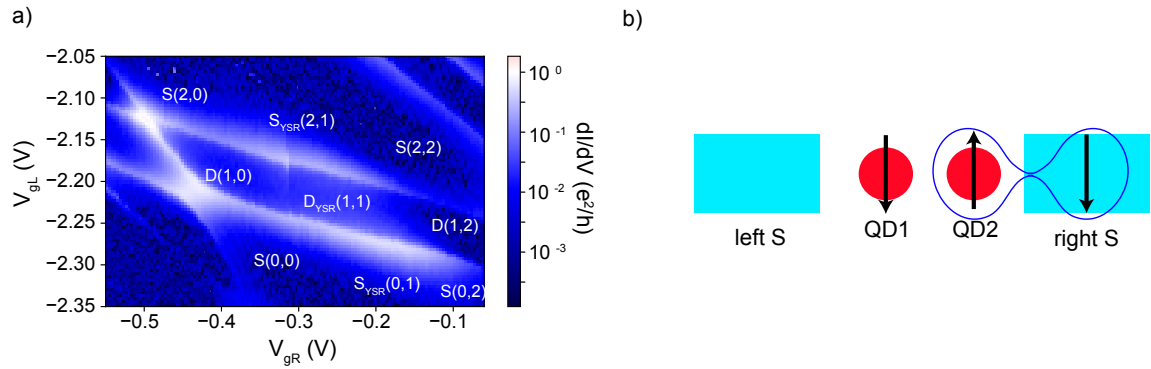 a)
b)
−2.05
−2.10
−2.15
−2.20
−2.25
−2.30
−2.35
V_gL (V)
−0.5
−0.4
−0.3
−0.2
−0.1
V_gR (V)
S(2,0)
S_YSR(2,1)
S(2,2)
D(1,0)
D_YSR(1,1)
D(1,2)
S(0,0)
S_YSR(0,1)
S(0,2)
10⁰
10⁻¹
10⁻²
10⁻³
dI/dV (e²/h)
QD1
QD2
left S
right S